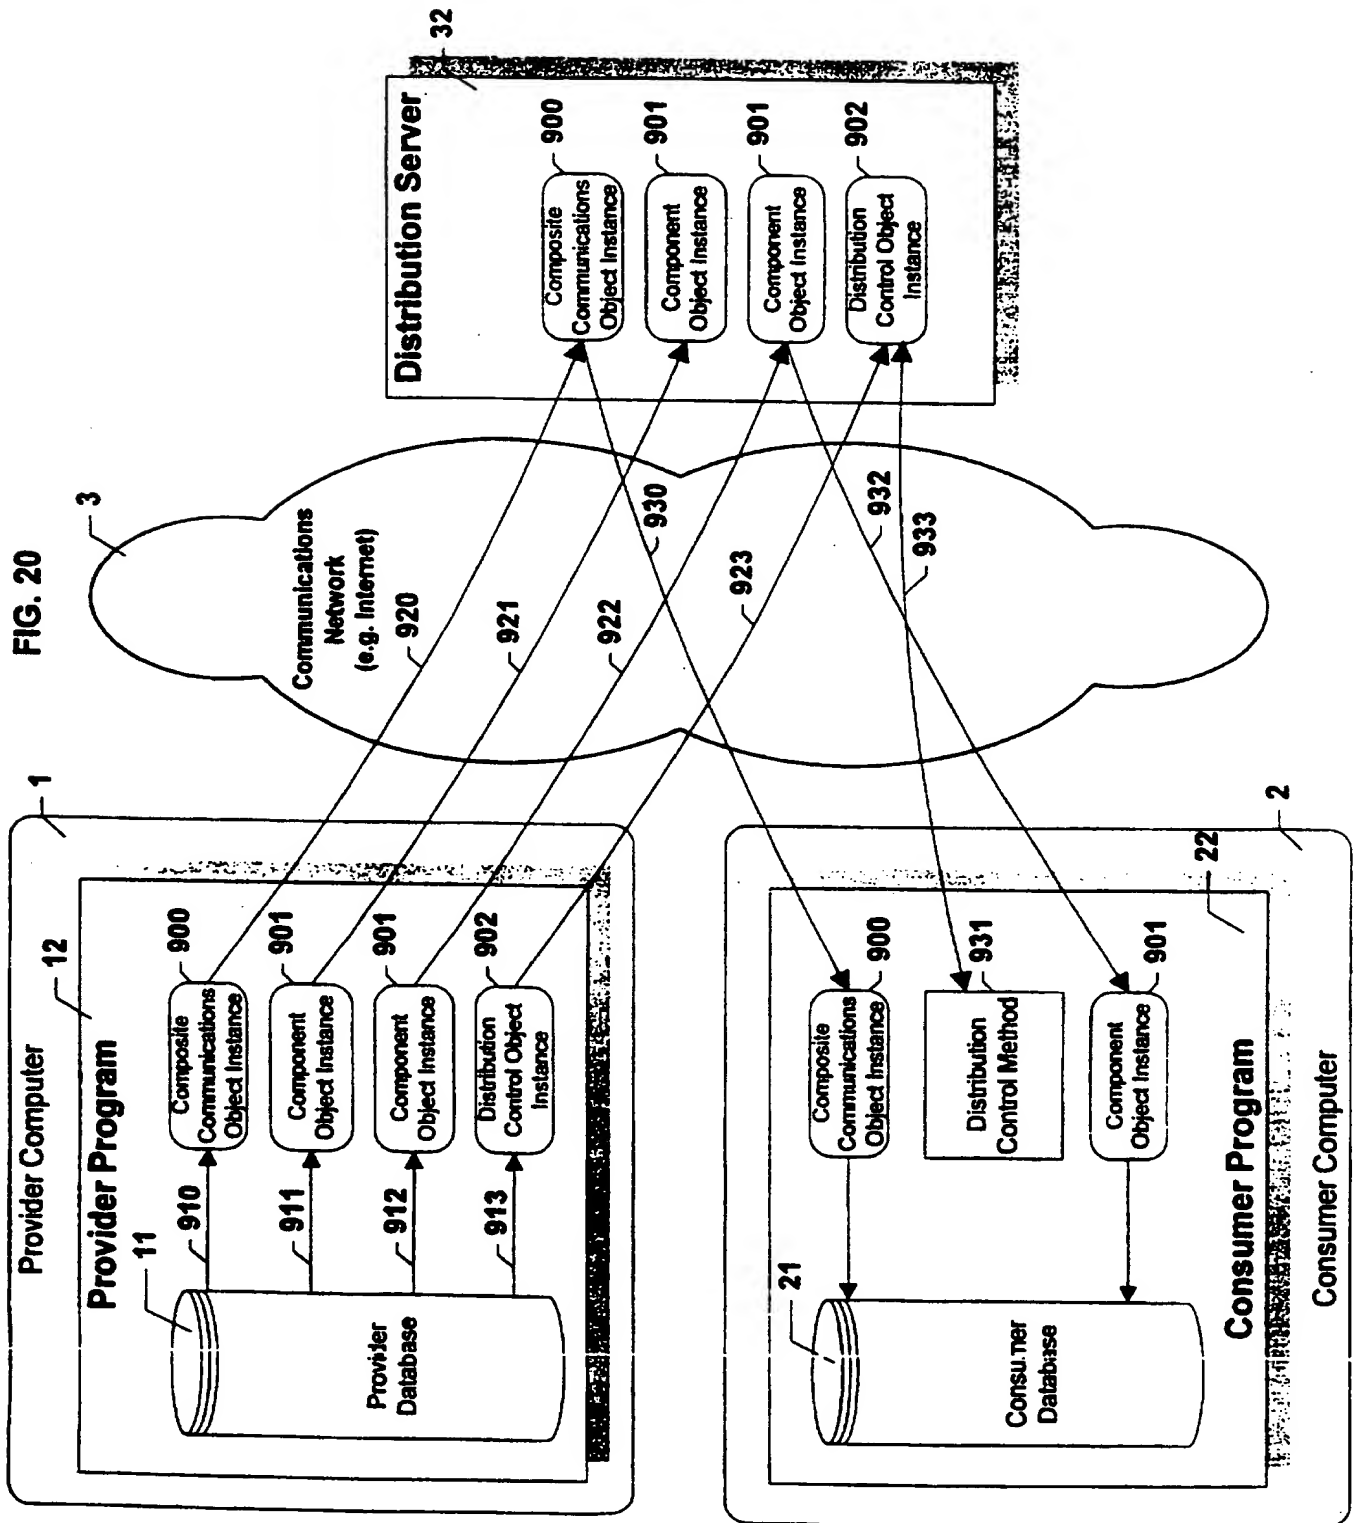 FIG. 20
Provider Computer
1
Provider Program
12
11
Provider
Database
910
911
912
913
Composite
Communications
Object Instance
900
Component
Object Instance
901
Component
Object Instance
901
Distribution
Control Object
Instance
902
3
Communications
Network
(e.g. Internet)
920
921
922
923
930
932
933
Distribution Server
32
Composite
Communications
Object Instance
900
Component
Object Instance
901
Component
Object Instance
901
Distribution
Control Object
Instance
902
2
22
21
Consumer
Database
Composite
Communications
Object Instance
900
Distribution
Control Method
931
Component
Object Instance
901
Consumer Program
Consumer Computer